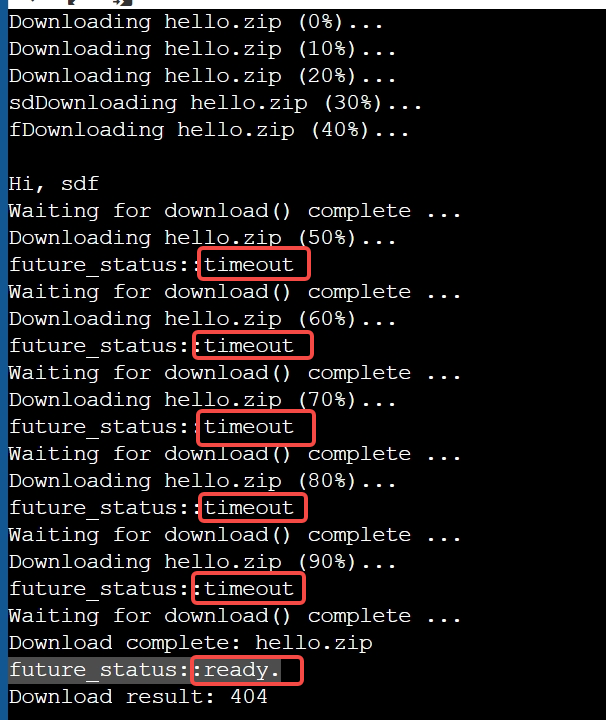 Downloading hello.zip (0%)...
Downloading hello.zip (10%)...
Downloading hello.zip (20%)...
sdDownloading hello.zip (30%)...
fDownloading hello.zip (40%)...
Hi, sdf
Waiting for download() complete ...
Downloading hello.zip (50%)...
future_status::timeout
Waiting for download() complete ...
Downloading hello.zip (60%)...
future_status::timeout
Waiting for download() complete ...
Downloading hello.zip (70%)...
future_status::timeout
Waiting for download() complete ...
Downloading hello.zip (80%)...
future_status::timeout
Waiting for download() complete ...
Downloading hello.zip (90%)...
future_status::timeout
Waiting for download() complete ...
Download complete: hello.zip
future_status::ready.
Download result: 404